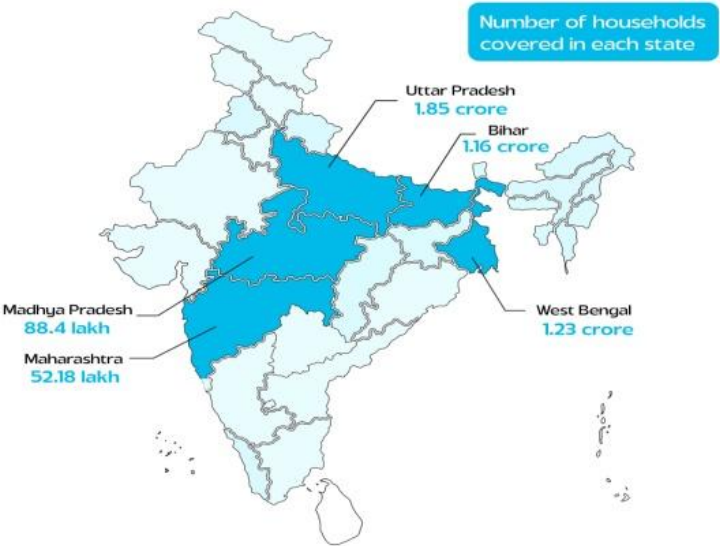 Number of households
covered in each state
Uttar Pradesh
1.85 crore
Bihar
1.16 crore
Madhya Pradesh
88.4 lakh
West Bengal
1.23 crore
Maharashtra
52.18 lakh